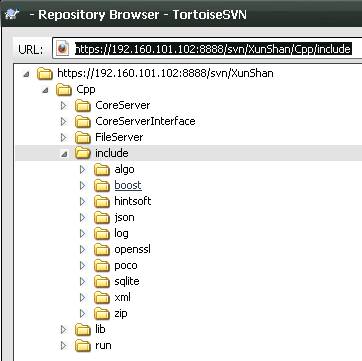 - Repository Browser - TortoiseSVN
URL: https://192.160.101.102:8888/svn/XunShan/Cpp/include
https://192.160.101.102:8888/svn/XunShan
Cpp
CoreServer
CoreServerInterface
FileServer
include
algo
boost
hintsoft
json
log
openssl
poco
sqlite
xml
zip
lib
run